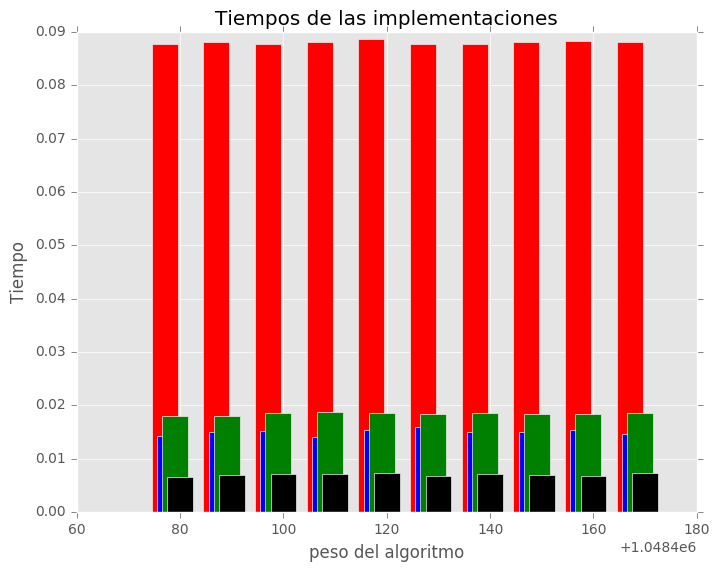 Tiempos de las implementaciones
0.09
0.08
0.07
0.06
0.05
0.04
0.03
0.02
0.01
0.00
Tiempo
60 80 100 120 140 160 180
+1.0484e6
peso del algoritmo